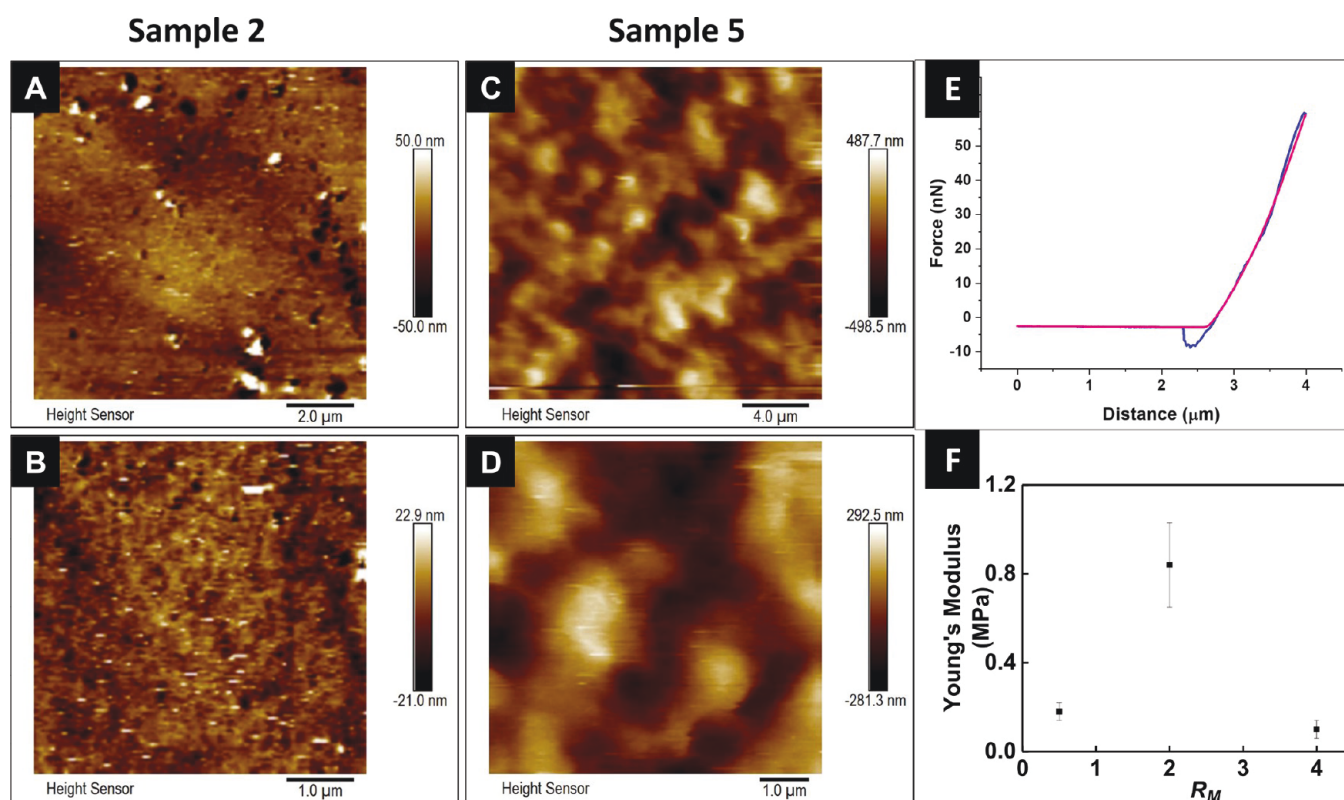 Sample 2
Sample 5
A
50.0 nm
-50.0 nm
Height Sensor
2.0 µm
C
487.7 nm
-498.5 nm
Height Sensor
4.0 µm
E
Force (nN)
50
40
30
20
10
0
-10
0
1
2
3
4
Distance (µm)
B
22.9 nm
-21.0 nm
Height Sensor
1.0 µm
D
292.5 nm
-281.3 nm
Height Sensor
1.0 µm
F
Young's Modulus
(MPa)
1.2
0.8
0.4
0.0
0
1
2
3
4
R_M